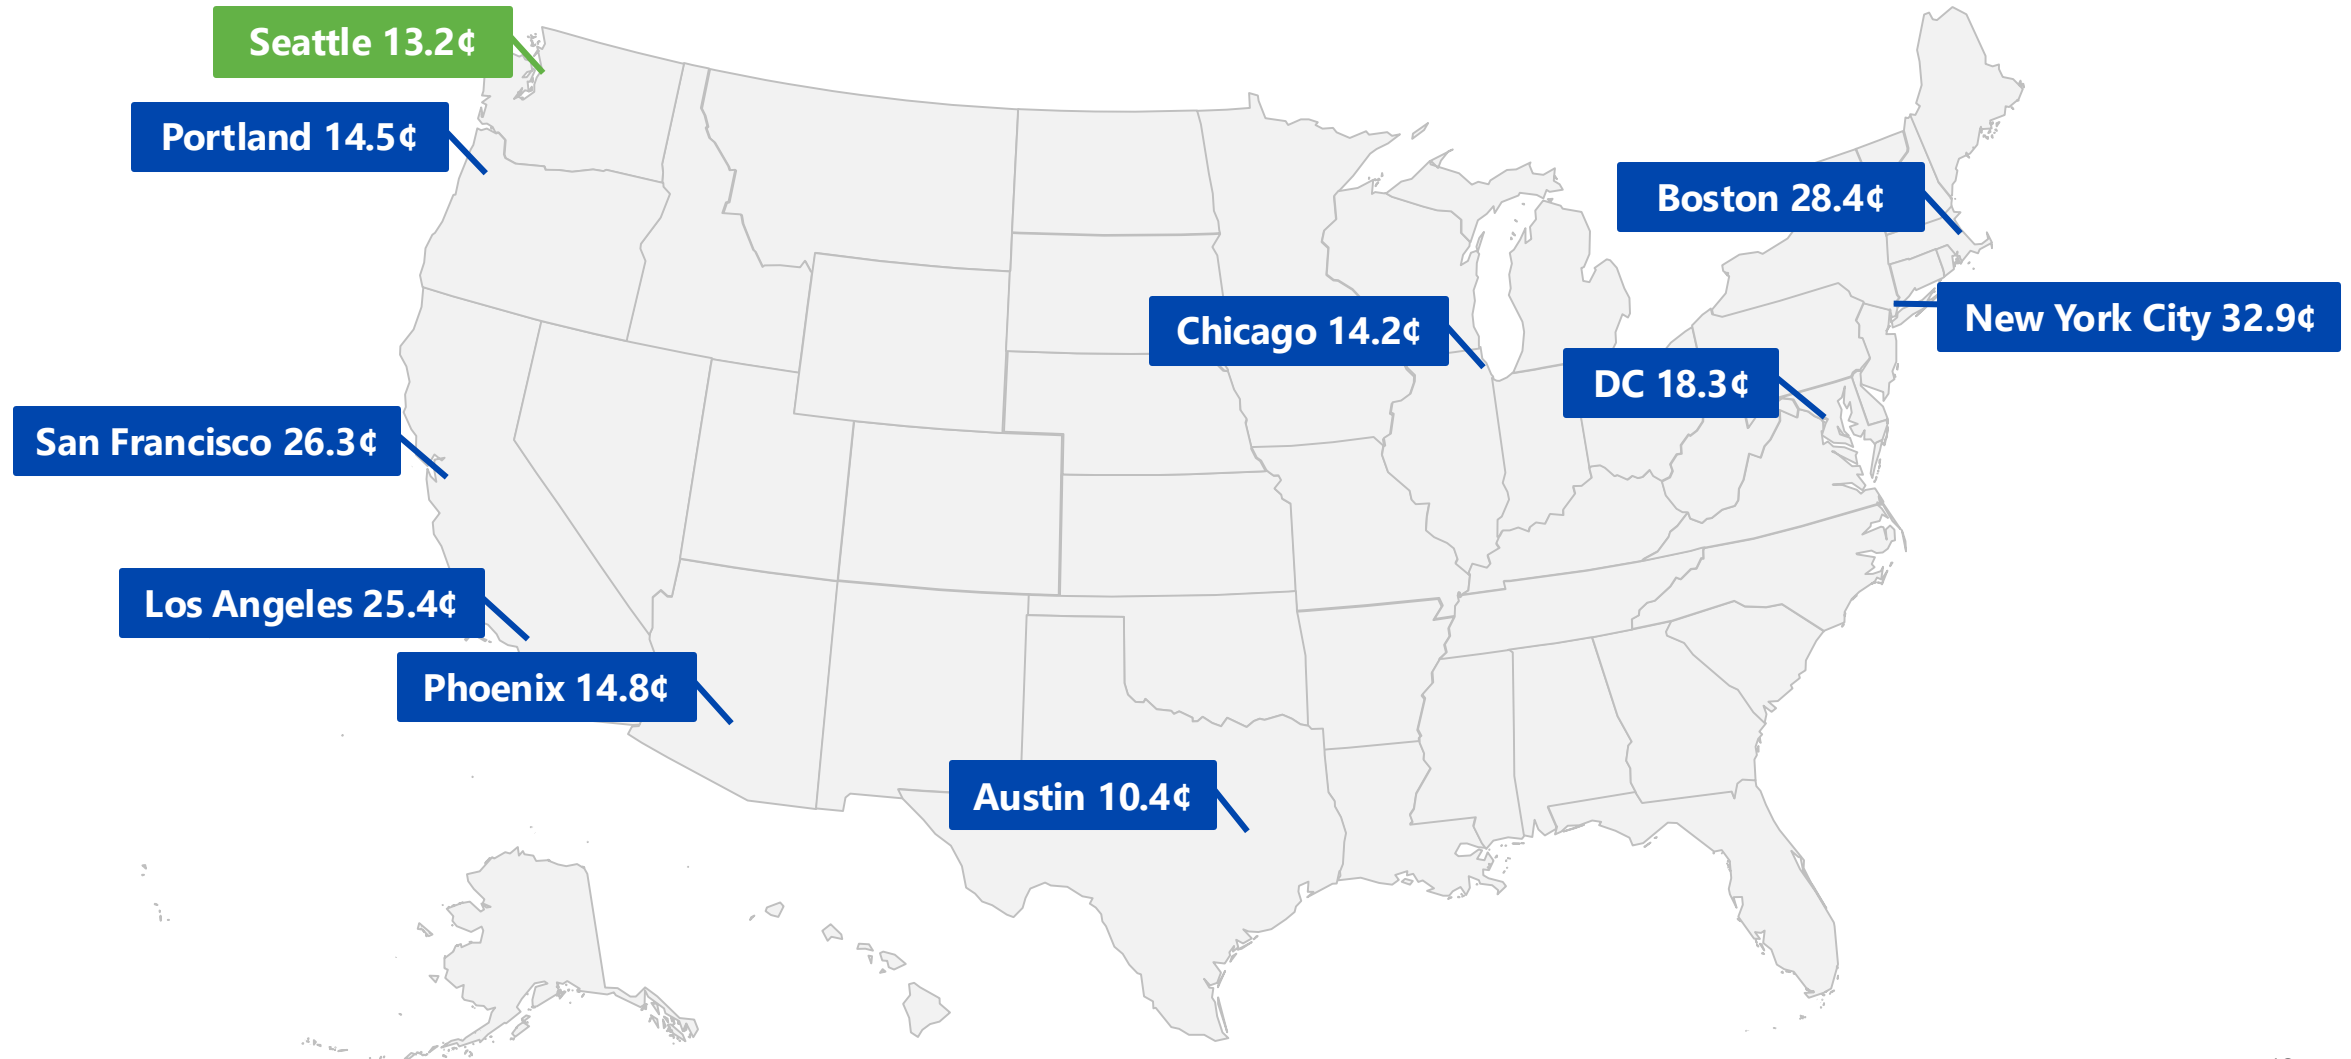 Seattle 13.2¢
Portland 14.5¢
Boston 28.4¢
New York City 32.9¢
Chicago 14.2¢
DC 18.3¢
San Francisco 26.3¢
Los Angeles 25.4¢
Phoenix 14.8¢
Austin 10.4¢